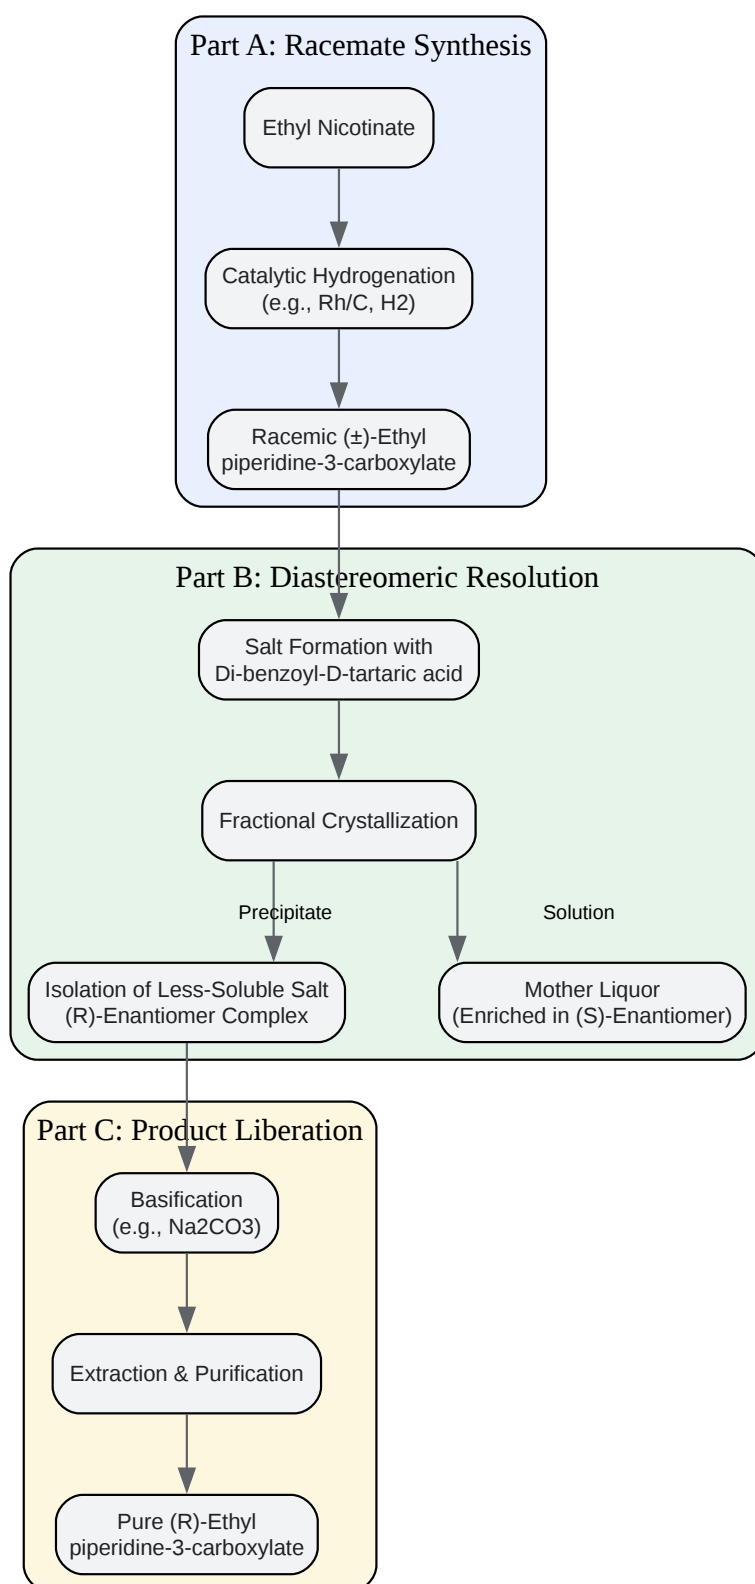 Part A: Racemate Synthesis
Ethyl Nicotinate
Catalytic Hydrogenation
(e.g., Rh/C, H2)
Racemic (±)-Ethyl
piperidine-3-carboxylate
Part B: Diastereomeric Resolution
Salt Formation with
Di-benzoyl-D-tartaric acid
Fractional Crystallization
Precipitate
Solution
Isolation of Less-Soluble Salt
(R)-Enantiomer Complex
Mother Liquor
(Enriched in (S)-Enantiomer)
Part C: Product Liberation
Basification
(e.g., Na2CO3)
Extraction & Purification
Pure (R)-Ethyl
piperidine-3-carboxylate